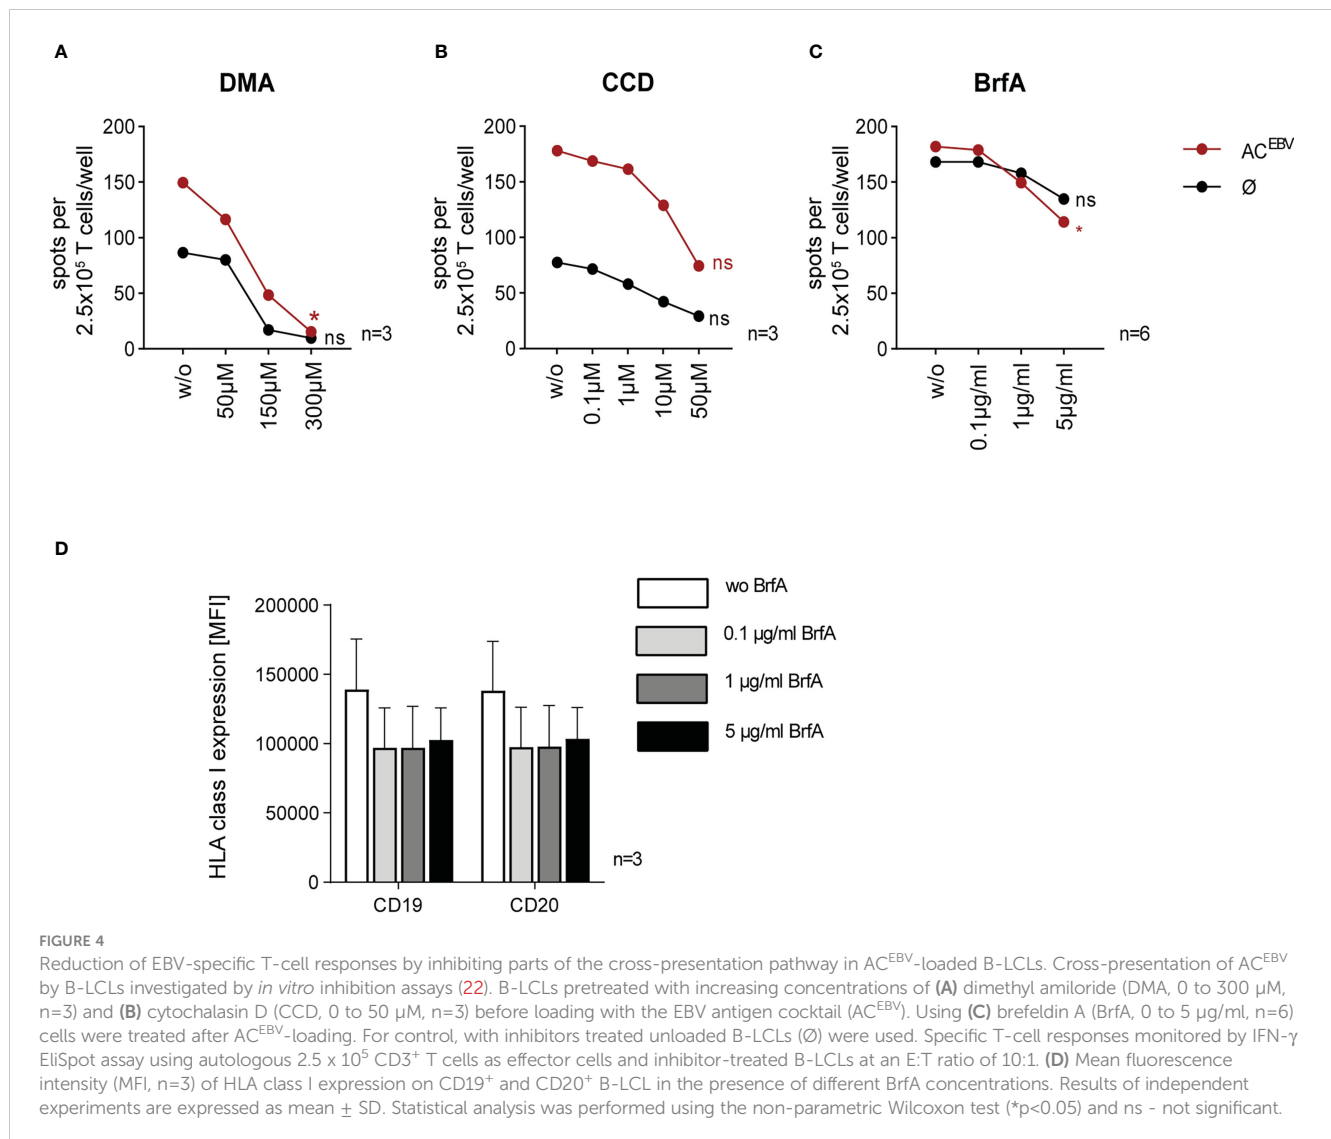 A
B
C
DMA
CCD
BrfA
spots per
2.5x10⁵ T cells/well
200
150
100
50
0
w/o
50µM
150µM
300µM
*
ns
n=3
spots per
2.5x10⁵ T cells/well
200
150
100
50
0
w/o
0.1µM
1µM
10µM
50µM
ns
ns
n=3
spots per
2.5x10⁵ T cells/well
200
150
100
50
0
w/o
0.1µg/ml
1µg/ml
5µg/ml
ns
*
n=6
ACᴱᴮⱽ
Ø
D
HLA class I expression [MFI]
200000
150000
100000
50000
0
CD19
CD20
n=3
wo BrfA
0.1 µg/ml BrfA
1 µg/ml BrfA
5 µg/ml BrfA
FIGURE 4
Reduction of EBV-specific T-cell responses by inhibiting parts of the cross-presentation pathway in ACᴱᴮⱽ-loaded B-LCLs. Cross-presentation of ACᴱᴮⱽ
by B-LCLs investigated by in vitro inhibition assays (22). B-LCLs pretreated with increasing concentrations of (A) dimethyl amiloride (DMA, 0 to 300 µM,
n=3) and (B) cytochalasin D (CCD, 0 to 50 µM, n=3) before loading with the EBV antigen cocktail (ACᴱᴮⱽ). Using (C) brefeldin A (BrfA, 0 to 5 µg/ml, n=6)
cells were treated after ACᴱᴮⱽ-loading. For control, with inhibitors treated unloaded B-LCLs (Ø) were used. Specific T-cell responses monitored by IFN-γ
EliSpot assay using autologous 2.5 x 10⁵ CD3⁺ T cells as effector cells and inhibitor-treated B-LCLs at an E:T ratio of 10:1. (D) Mean fluorescence
intensity (MFI, n=3) of HLA class I expression on CD19⁺ and CD20⁺ B-LCL in the presence of different BrfA concentrations. Results of independent
experiments are expressed as mean ± SD. Statistical analysis was performed using the non-parametric Wilcoxon test (*p<0.05) and ns - not significant.